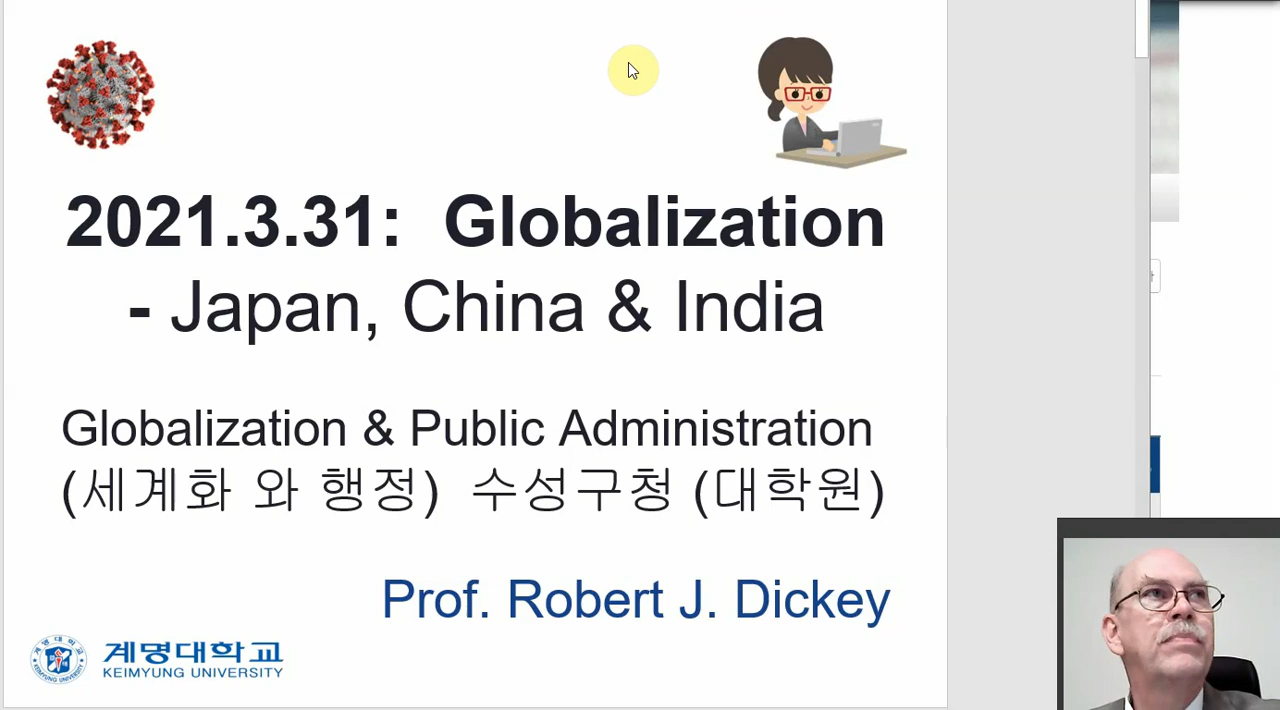 2021.3.31: Globalization
- Japan, China & India
Globalization & Public Administration
(세계화 와 행정) 수성구청 (대학원)
Prof. Robert J. Dickey
계명대학교
KEIMYUNG UNIVERSITY